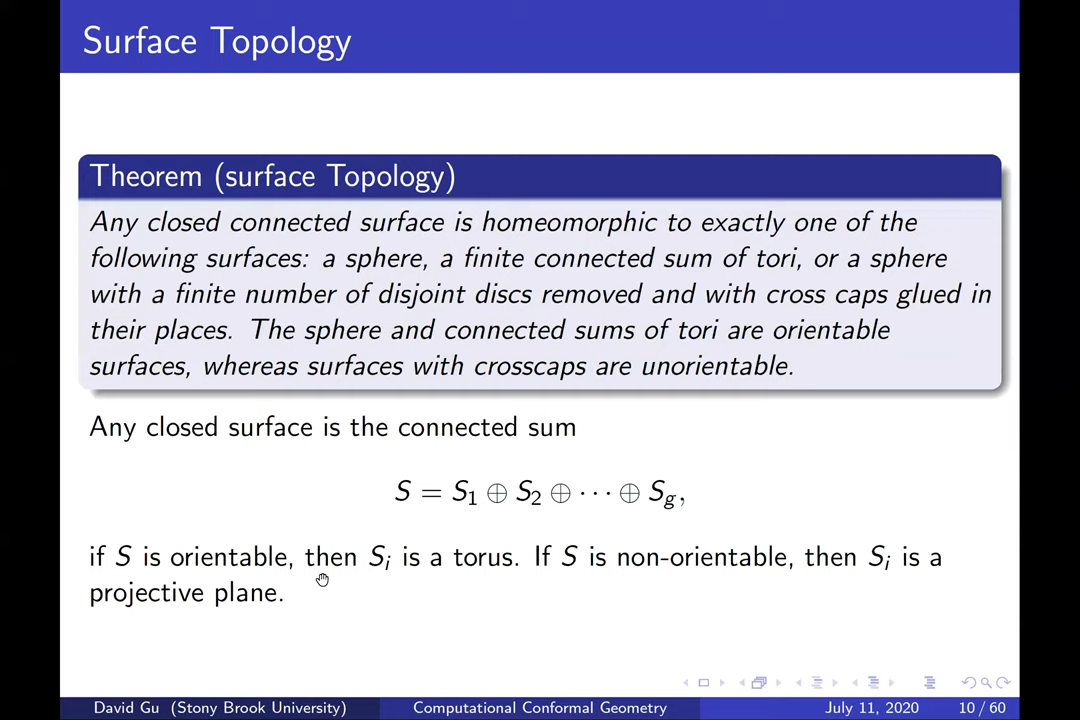 Surface Topology
Theorem (surface Topology)
Any closed connected surface is homeomorphic to exactly one of the
following surfaces: a sphere, a finite connected sum of tori, or a sphere
with a finite number of disjoint discs removed and with cross caps glued in
their places. The sphere and connected sums of tori are orientable
surfaces, whereas surfaces with crosscaps are unorientable.
Any closed surface is the connected sum
S = S₁ ⊕ S₂ ⊕ ··· ⊕ S_g,
if S is orientable, then S_i is a torus. If S is non-orientable, then S_i is a
projective plane.
David Gu (Stony Brook University) Computational Conformal Geometry July 11, 2020 10 / 60